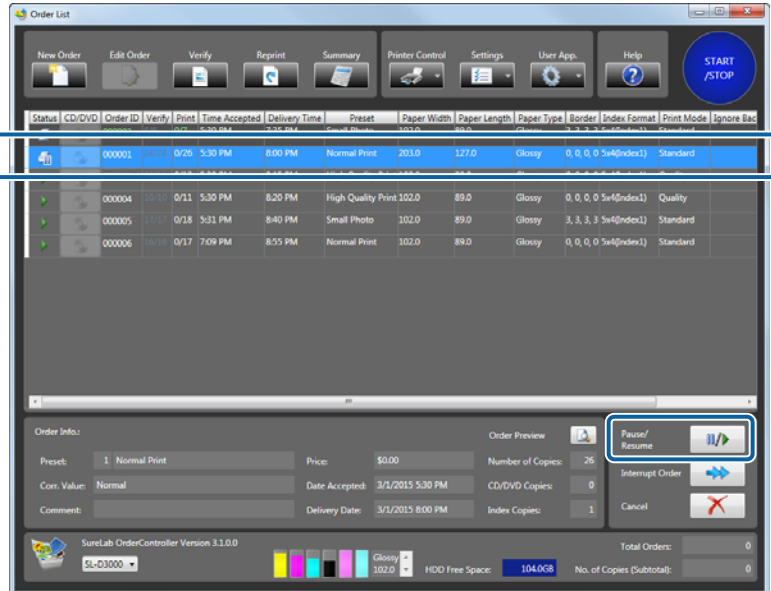 Order List
New Order Edit Order Verify Reprint Summary Printer Control Settings User App. Help START
/STOP
Status CD/DVD Order ID Verify Print Time Accepted Delivery Time Preset Paper Width Paper Length Paper Type Border Index Format Print Mode Ignore Bac
000001 0/26 5:30 PM 8:00 PM Normal Print 203.0 127.0 Glossy 0, 0, 0, 0 5x4(Index1) Standard
000004 10/10 0/11 5:30 PM 8:20 PM High Quality Print 102.0 89.0 Glossy 0, 0, 0, 0 5x4(Index1) Quality
000005 17/17 0/18 5:31 PM 8:40 PM Small Photo 102.0 89.0 Glossy 3, 3, 3, 3 5x4(Index1) Standard
000006 16/16 0/17 7:09 PM 8:55 PM Normal Print 102.0 89.0 Glossy 0, 0, 0, 0 5x4(Index1) Standard
Order Info.: Order Preview Pause/
Resume
Preset: 1 Normal Print Price: $0.00 Number of Copies: 26
Interrupt Order
Corr. Value: Normal Date Accepted: 3/1/2015 5:30 PM CD/DVD Copies: 0
Comment: Delivery Date: 3/1/2015 8:00 PM Index Copies: 1 Cancel
SureLab OrderController Version 3.1.0.0 Total Orders: 0
SL-D3000 Glossy
102.0 HDD Free Space: 104.0GB No. of Copies (Subtotal): 0